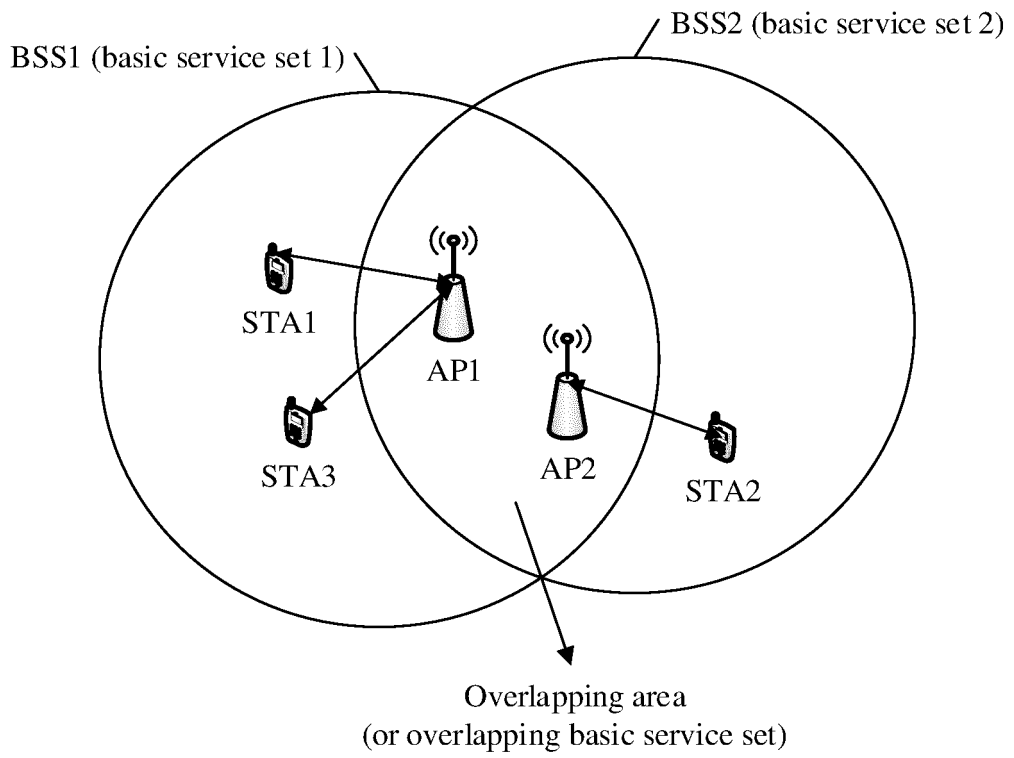 BSS2 (basic service set 2)
BSS1 (basic service set 1)
STA1
AP1
STA3
AP2
STA2
Overlapping area
(or overlapping basic service set)